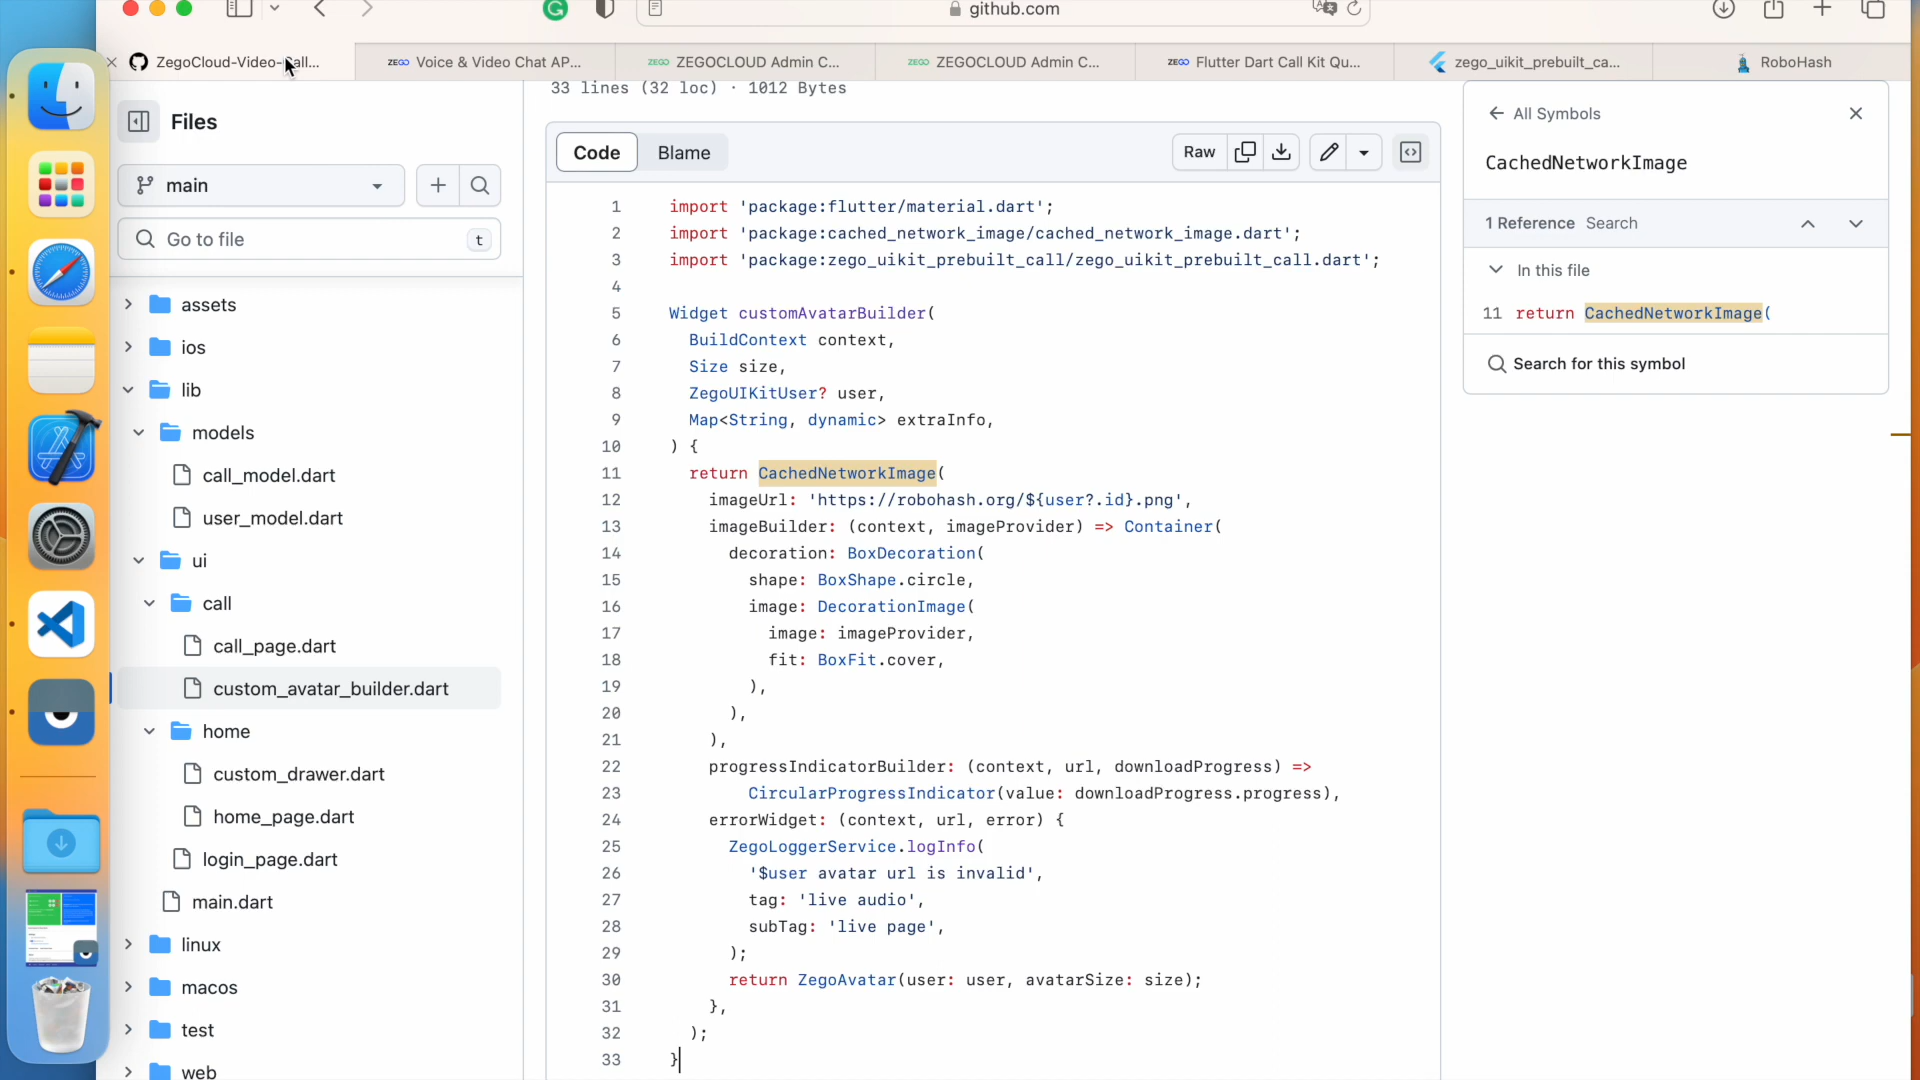 github.com
ZegoCloud-Video-Call...
ZEGO Voice & Video Chat AP...
ZEGO ZEGOCLOUD Admin C...
ZEGO ZEGOCLOUD Admin C...
ZEGO Flutter Dart Call Kit Qu...
zego_uikit_prebuilt_ca...
RoboHash
Files
main
Go to file
t
assets
ios
lib
models
call_model.dart
user_model.dart
ui
call
call_page.dart
custom_avatar_builder.dart
home
custom_drawer.dart
home_page.dart
login_page.dart
main.dart
linux
macos
test
web
33 lines (32 loc) · 1012 Bytes
Code
Blame
Raw
1 import 'package:flutter/material.dart';
2 import 'package:cached_network_image/cached_network_image.dart';
3 import 'package:zego_uikit_prebuilt_call/zego_uikit_prebuilt_call.dart';
4
5 Widget customAvatarBuilder(
6 BuildContext context,
7 Size size,
8 ZegoUIKitUser? user,
9 Map<String, dynamic> extraInfo,
10 ) {
11 return CachedNetworkImage(
12 imageUrl: 'https://robohash.org/${user?.id}.png',
13 imageBuilder: (context, imageProvider) => Container(
14 decoration: BoxDecoration(
15 shape: BoxShape.circle,
16 image: DecorationImage(
17 image: imageProvider,
18 fit: BoxFit.cover,
19 ),
20 ),
21 ),
22 progressIndicatorBuilder: (context, url, downloadProgress) =>
23 CircularProgressIndicator(value: downloadProgress.progress),
24 errorWidget: (context, url, error) {
25 ZegoLoggerService.logInfo(
26 '$user avatar url is invalid',
27 tag: 'live audio',
28 subTag: 'live page',
29 );
30 return ZegoAvatar(user: user, avatarSize: size);
31 },
32 );
33 }
All Symbols
CachedNetworkImage
1 Reference Search
In this file
11 return CachedNetworkImage(
Search for this symbol